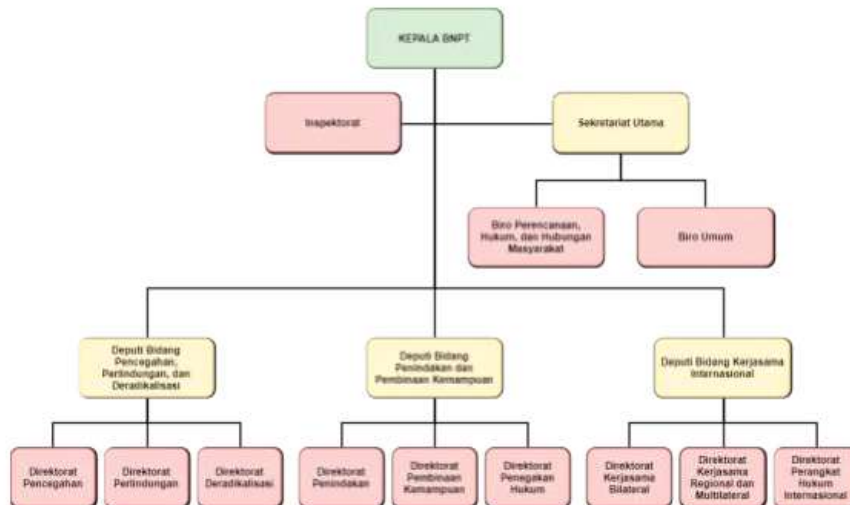 KEPALA BNPT
Inspektorat
Sekretariat Utama
Biro Perencanaan,
Hukum, dan Hubungan
Masyarakat
Biro Umum
Deputi Bidang
Pencegahan,
Perlindungan, dan
Deradikalisasi
Deputi Bidang
Penindakan dan
Pembinaan Kemampuan
Deputi Bidang Kerjasama
Internasional
Direktorat
Pencegahan
Direktorat
Perlindungan
Direktorat
Deradikalisasi
Direktorat
Penindakan
Direktorat
Pembinaan
Kemampuan
Direktorat
Penegakan
Hukum
Direktorat
Kerjasama
Bilateral
Direktorat
Kerjasama
Regional dan
Multilateral
Direktorat
Perangkat
Hukum
Internasional